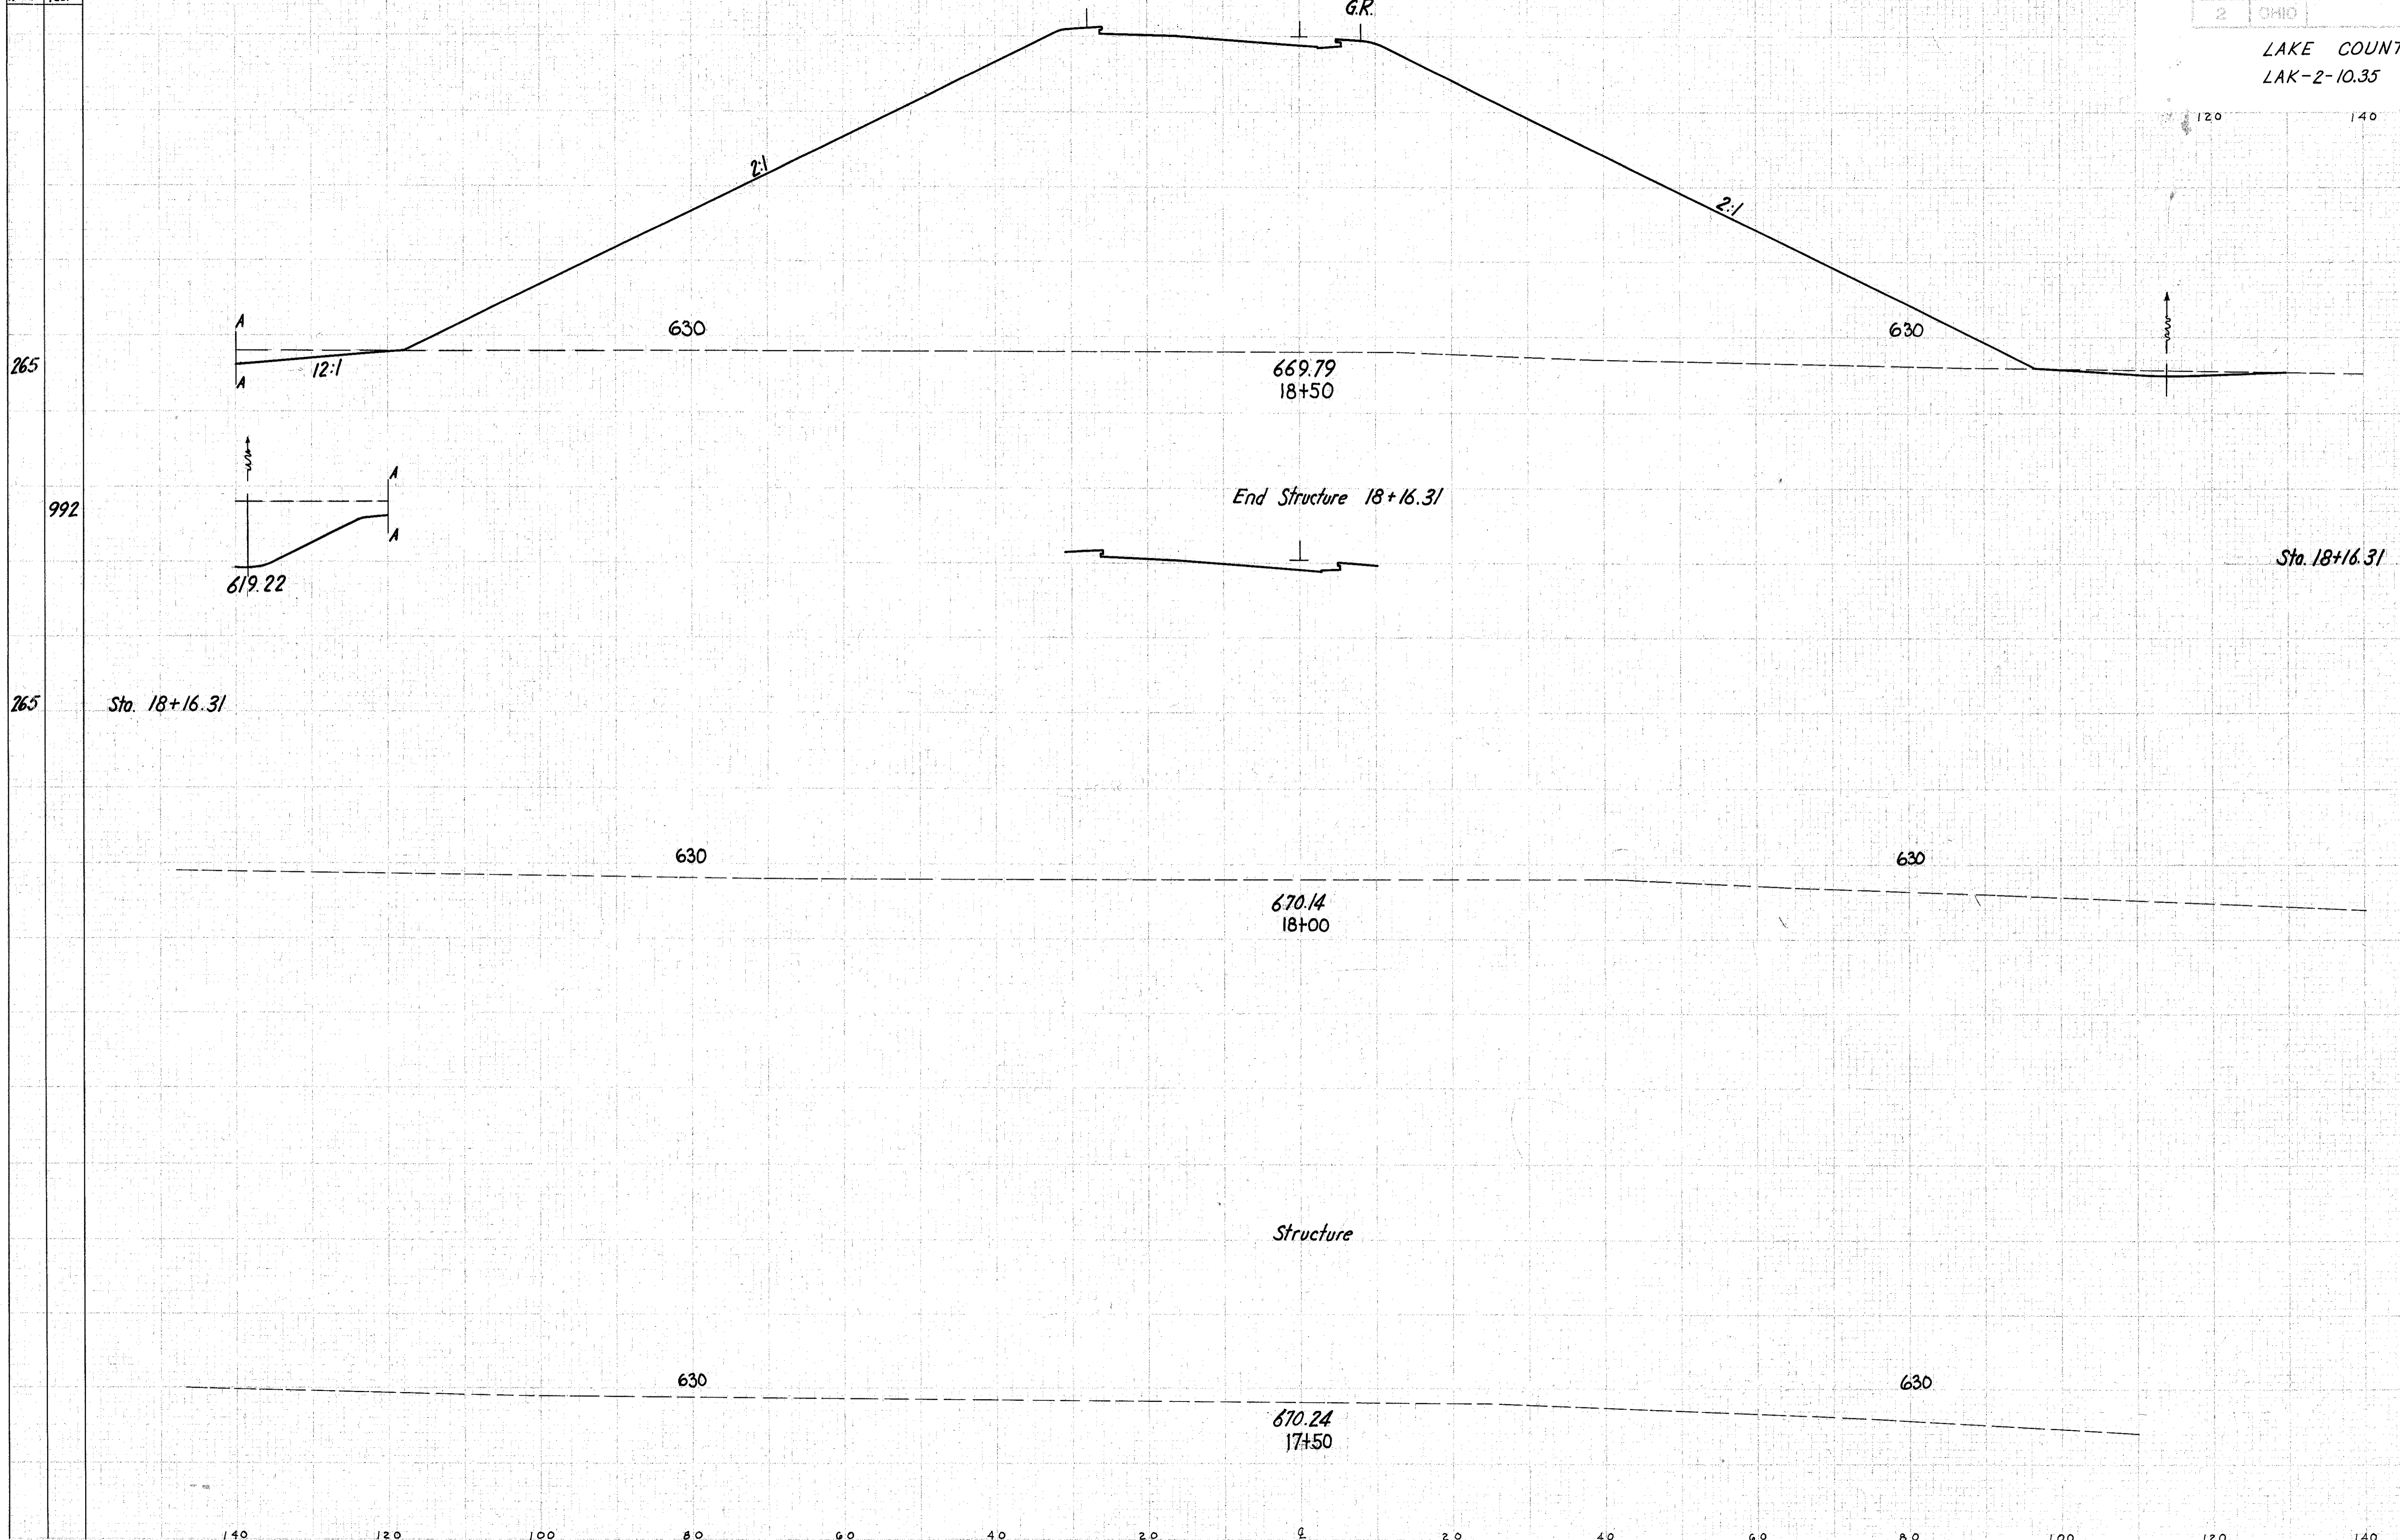 G.R.
2 OHIO
LAKE COUNT
LAK-2-10.35
120 140
2:1
2:1
A
630
630
265
12:1
A
669.79
18+50
A
992
End Structure 18+16.31
A
Sta. 18+16.31
619.22
265
Sta. 18+16.31
630
630
670.14
18+00
Structure
630
630
670.24
17+50
140 120 100 80 60 40 20 ℄ 20 40 60 80 100 120 140